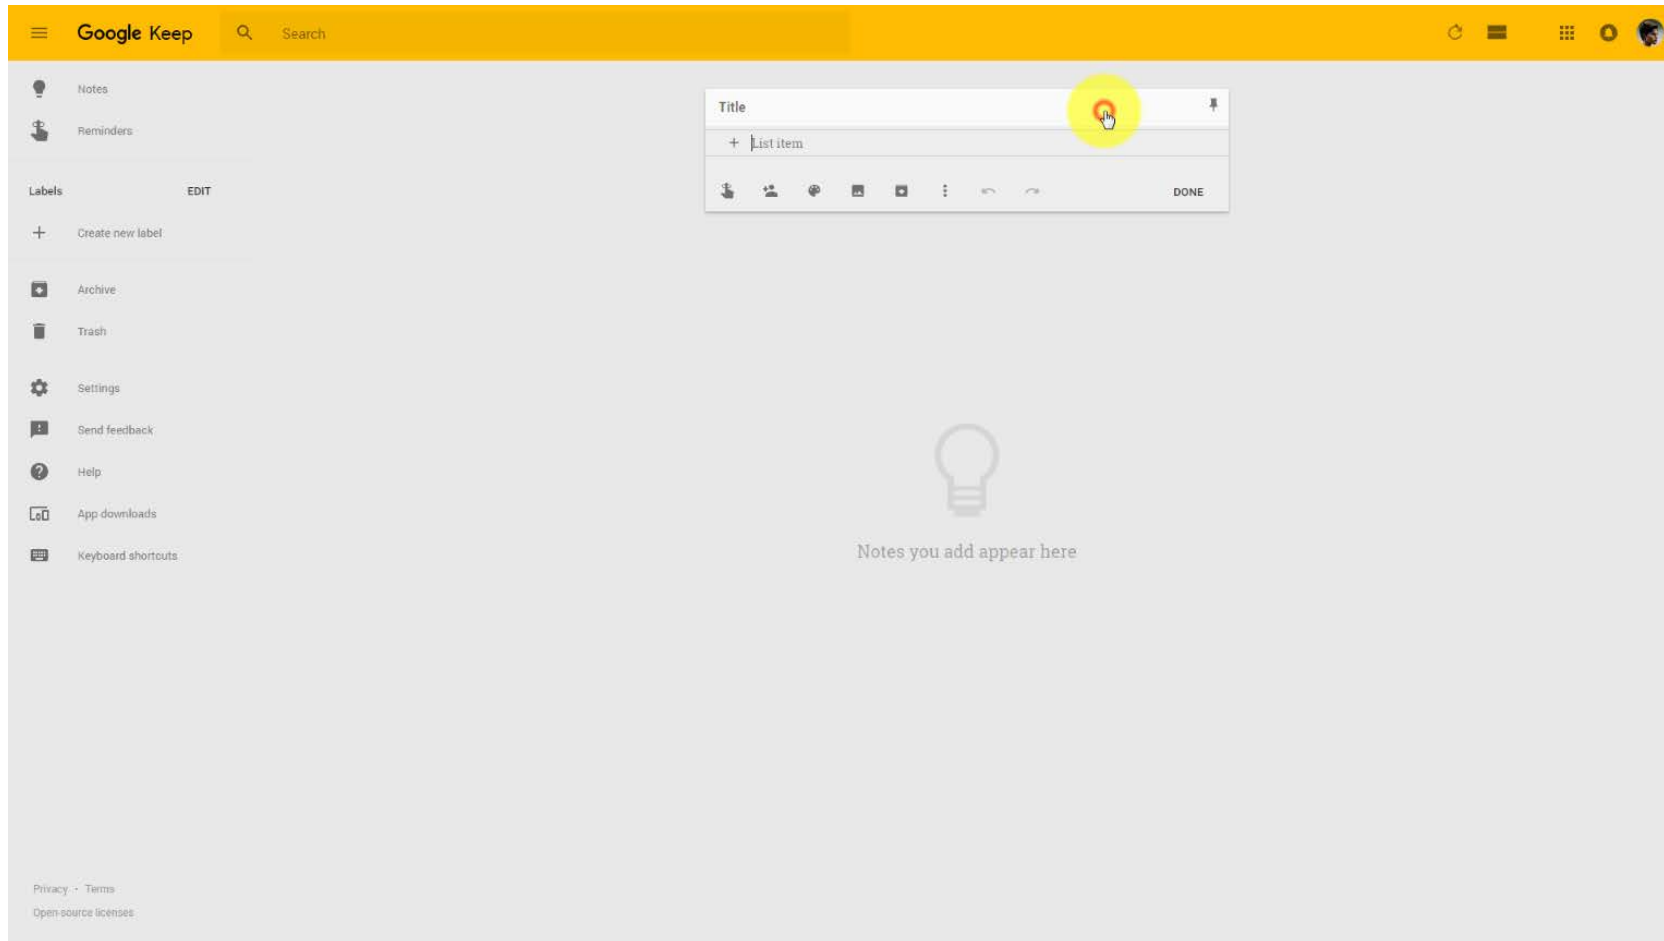 Google Keep
Search
Notes
Reminders
Labels
EDIT
Create new label
Archive
Trash
Settings
Send feedback
Help
App downloads
Keyboard shortcuts
Privacy · Terms
Open-source licenses
Title
List item
DONE
Notes you add appear here